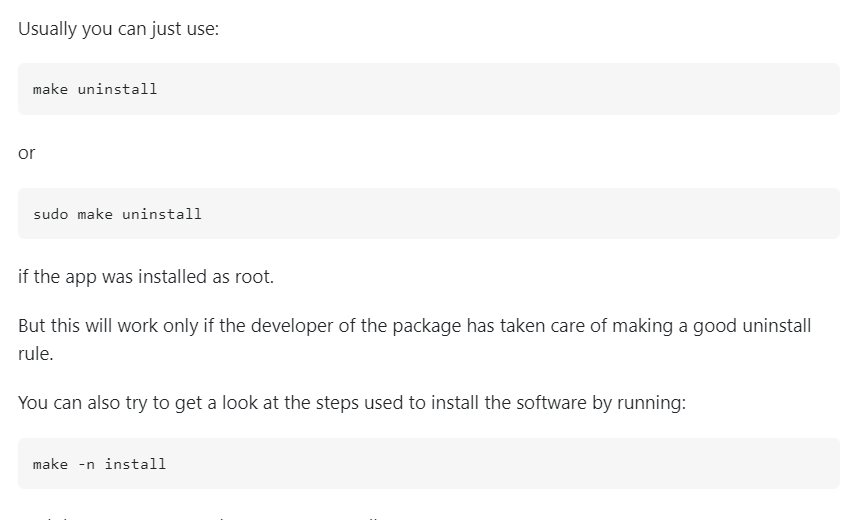 Usually you can just use:
make uninstall
or
sudo make uninstall
if the app was installed as root.
But this will work only if the developer of the package has taken care of making a good uninstall
rule.
You can also try to get a look at the steps used to install the software by running:
make -n install